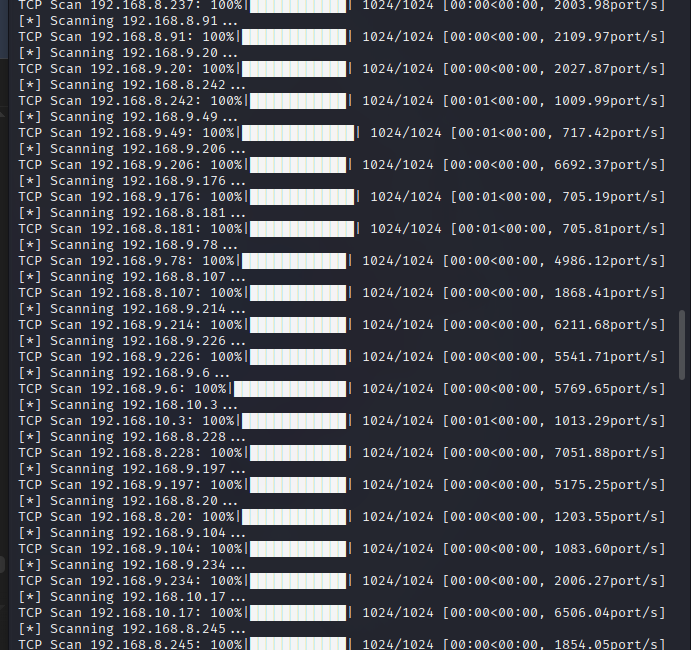 TCP Scan 192.168.8.237: 100%|████████████| 1024/1024 [00:00<00:00, 2003.98port/s]
[*] Scanning 192.168.8.91...
TCP Scan 192.168.8.91: 100%|█████████████| 1024/1024 [00:00<00:00, 2109.97port/s]
[*] Scanning 192.168.9.20...
TCP Scan 192.168.9.20: 100%|█████████████| 1024/1024 [00:00<00:00, 2027.87port/s]
[*] Scanning 192.168.8.242...
TCP Scan 192.168.8.242: 100%|████████████| 1024/1024 [00:01<00:00, 1009.99port/s]
[*] Scanning 192.168.9.49...
TCP Scan 192.168.9.49: 100%|██████████████| 1024/1024 [00:01<00:00, 717.42port/s]
[*] Scanning 192.168.9.206...
TCP Scan 192.168.9.206: 100%|████████████| 1024/1024 [00:00<00:00, 6692.37port/s]
[*] Scanning 192.168.9.176...
TCP Scan 192.168.9.176: 100%|█████████████| 1024/1024 [00:01<00:00, 705.19port/s]
[*] Scanning 192.168.8.181...
TCP Scan 192.168.8.181: 100%|█████████████| 1024/1024 [00:01<00:00, 705.81port/s]
[*] Scanning 192.168.9.78...
TCP Scan 192.168.9.78: 100%|█████████████| 1024/1024 [00:00<00:00, 4986.12port/s]
[*] Scanning 192.168.8.107...
TCP Scan 192.168.8.107: 100%|████████████| 1024/1024 [00:00<00:00, 1868.41port/s]
[*] Scanning 192.168.9.214...
TCP Scan 192.168.9.214: 100%|████████████| 1024/1024 [00:00<00:00, 6211.68port/s]
[*] Scanning 192.168.9.226...
TCP Scan 192.168.9.226: 100%|████████████| 1024/1024 [00:00<00:00, 5541.71port/s]
[*] Scanning 192.168.9.6...
TCP Scan 192.168.9.6: 100%|██████████████| 1024/1024 [00:00<00:00, 5769.65port/s]
[*] Scanning 192.168.10.3...
TCP Scan 192.168.10.3: 100%|█████████████| 1024/1024 [00:01<00:00, 1013.29port/s]
[*] Scanning 192.168.8.228...
TCP Scan 192.168.8.228: 100%|████████████| 1024/1024 [00:00<00:00, 7051.88port/s]
[*] Scanning 192.168.9.197...
TCP Scan 192.168.9.197: 100%|████████████| 1024/1024 [00:00<00:00, 5175.25port/s]
[*] Scanning 192.168.8.20...
TCP Scan 192.168.8.20: 100%|█████████████| 1024/1024 [00:00<00:00, 1203.55port/s]
[*] Scanning 192.168.9.104...
TCP Scan 192.168.9.104: 100%|████████████| 1024/1024 [00:00<00:00, 1083.60port/s]
[*] Scanning 192.168.9.234...
TCP Scan 192.168.9.234: 100%|████████████| 1024/1024 [00:00<00:00, 2006.27port/s]
[*] Scanning 192.168.10.17...
TCP Scan 192.168.10.17: 100%|████████████| 1024/1024 [00:00<00:00, 6506.04port/s]
[*] Scanning 192.168.8.245...
TCP Scan 192.168.8.245: 100%|████████████| 1024/1024 [00:00<00:00, 1854.05port/s]